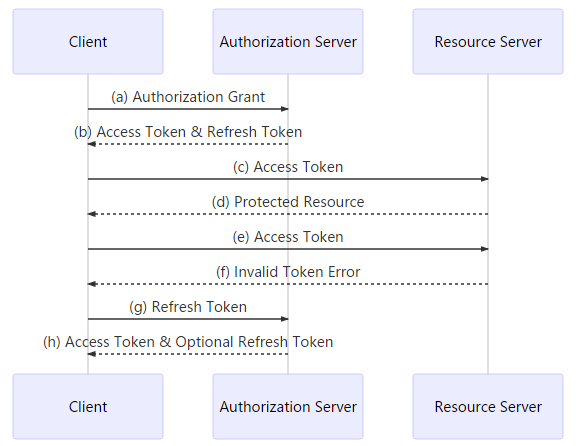 Client
Authorization Server
Resource Server
(a) Authorization Grant
(b) Access Token & Refresh Token
(c) Access Token
(d) Protected Resource
(e) Access Token
(f) Invalid Token Error
(g) Refresh Token
(h) Access Token & Optional Refresh Token
Client
Authorization Server
Resource Server